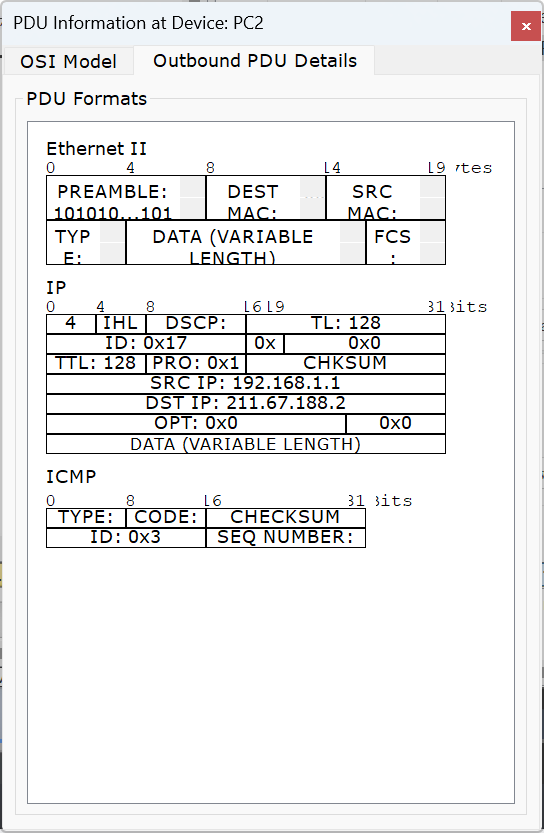 PDU Information at Device: PC2
OSI Model Outbound PDU Details
PDU Formats
Ethernet II
0 4 8 14 19
PREAMBLE: DEST SRC
101010...101 MAC: MAC:
TYP DATA (VARIABLE FCS
E: LENGTH) :
IP
0 4 8 16 19 31 Bits
4 IHL DSCP: TL: 128
ID: 0x17 0x 0x0
TTL: 128 PRO: 0x1 CHKSUM
SRC IP: 192.168.1.1
DST IP: 211.67.188.2
OPT: 0x0 0x0
DATA (VARIABLE LENGTH)
ICMP
0 8 16 31 Bits
TYPE: CODE: CHECKSUM
ID: 0x3 SEQ NUMBER: